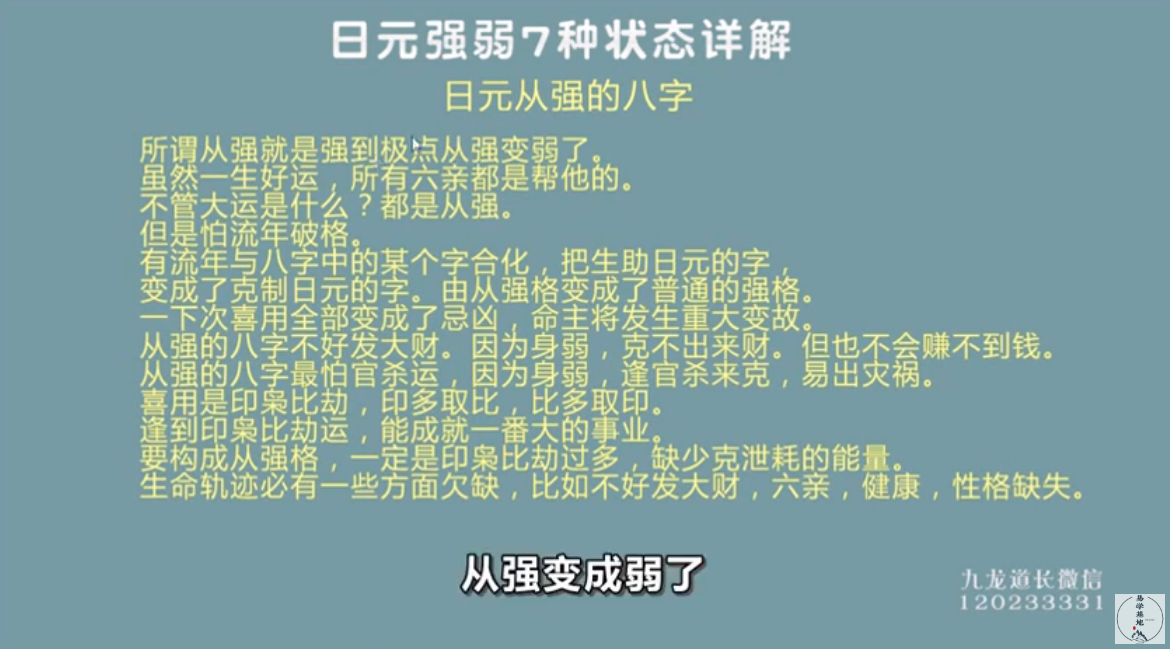 日元强弱7种状态详解
日元从强的八字
所谓从强就是强到极点从强变弱了。
虽然一生好运，所有六亲都是帮他的。
不管大运是什么？都是从强。
但是怕流年破格。
有流年与八字中的某个字合化，把生助日元的字，
变成了克制日元的字。由从强格变成了普通的强格。
一下次喜用全部变成了忌凶，命主将发生重大变故。
从强的八字不好发大财。因为身弱，克不出来财。但也不会赚不到钱。
从强的八字最怕官杀运，因为身弱，逢官杀来克，易出灾祸。
喜用是印枭比劫，印多取比，比多取印。
逢到印枭比劫运，能成就一番大的事业。
要构成从强格，一定是印枭比劫过多，缺少克泄耗的能量。
生命轨迹必有一些方面欠缺，比如不好发大财，六亲，健康，性格缺失。
从强变成弱了
九龙道长微信
120233331
易学基地